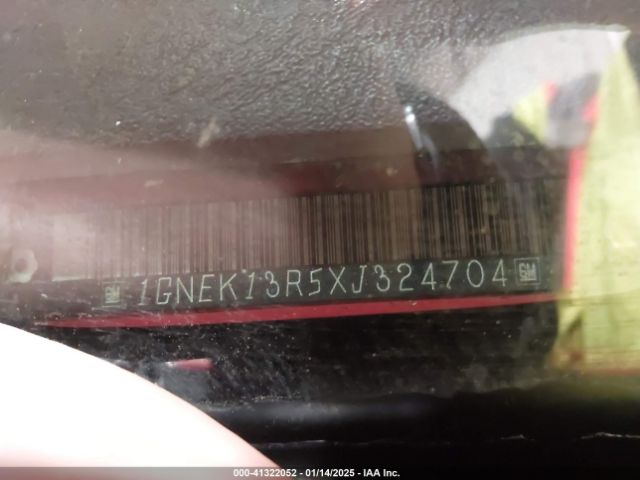 GM 1GNEK13R5XJ324704 GM
000-41322052 - 01/14/2025 - IAA Inc.